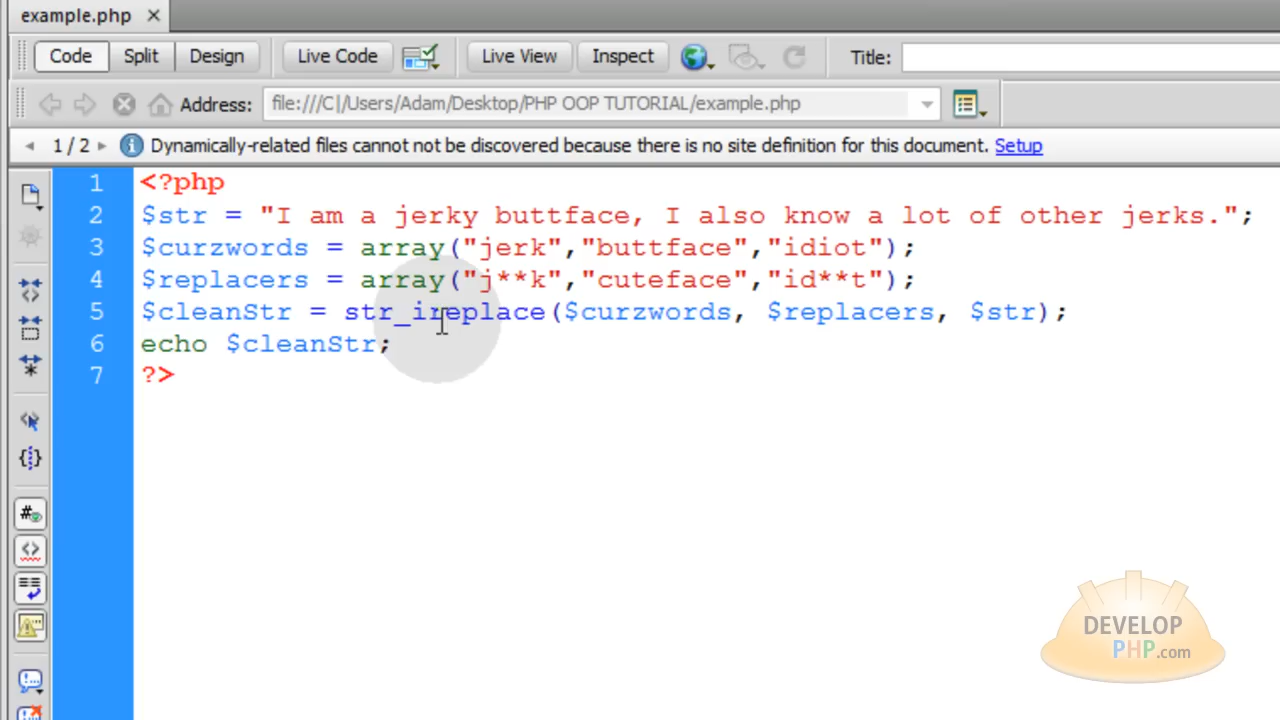 example.php
Code Split Design Live Code Live View Inspect Title:
Address: file:///C|/Users/Adam/Desktop/PHP OOP TUTORIAL/example.php
1 / 2 Dynamically-related files cannot not be discovered because there is no site definition for this document. Setup
1 <?php
2 $str = "I am a jerky buttface, I also know a lot of other jerks.";
3 $curzwords = array("jerk","buttface","idiot");
4 $replacers = array("j**k","cuteface","id**t");
5 $cleanStr = str_ireplace($curzwords, $replacers, $str);
6 echo $cleanStr;
7 ?>
DEVELOP
PHP.com